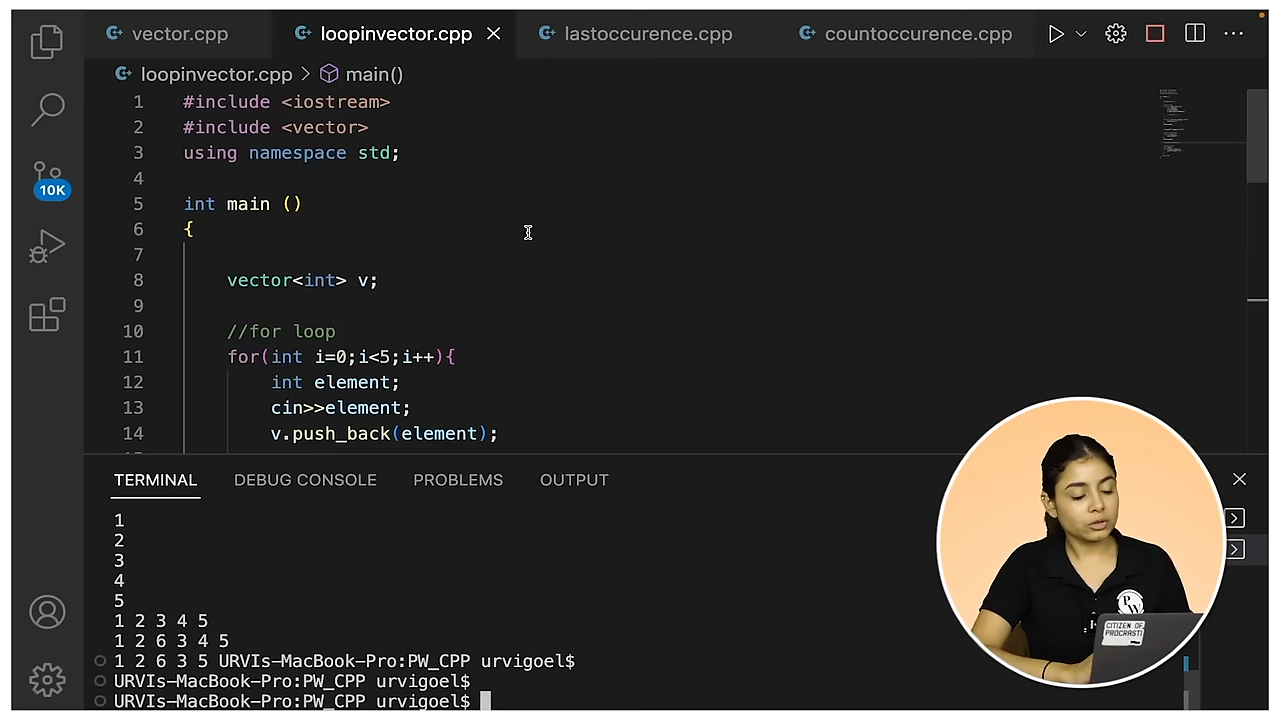 vector.cpp loopinvector.cpp lastoccurence.cpp countoccurence.cpp
loopinvector.cpp > main()
1 #include <iostream>
2 #include <vector>
3 using namespace std;
4
5 int main ()
6 {
7
8 vector<int> v;
9
10 //for loop
11 for(int i=0;i<5;i++){
12 int element;
13 cin>>element;
14 v.push_back(element);
10K
TERMINAL DEBUG CONSOLE PROBLEMS OUTPUT
1
2
3
4
5
1 2 3 4 5
1 2 6 3 4 5
1 2 6 3 5 URVIs-MacBook-Pro:PW_CPP urvigoel$
URVIs-MacBook-Pro:PW_CPP urvigoel$
URVIs-MacBook-Pro:PW_CPP urvigoel$
PW
CITIZEN OF
PROCRASTI